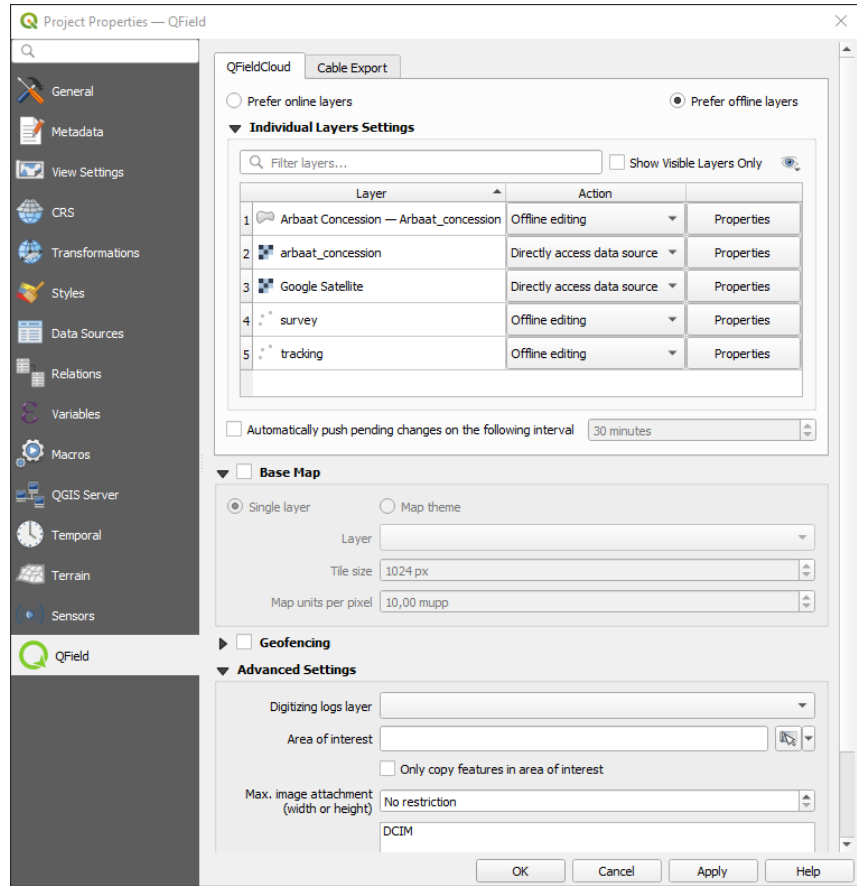 Project Properties — QField
General
Metadata
View Settings
CRS
Transformations
Styles
Data Sources
Relations
Variables
Macros
QGIS Server
Temporal
Terrain
Sensors
QField
QFieldCloud Cable Export
Prefer online layers Prefer offline layers
Individual Layers Settings
Filter layers... Show Visible Layers Only
Layer Action
1 Arbaat Concession — Arbaat_concession Offline editing Properties
2 arbaat_concession Directly access data source Properties
3 Google Satellite Directly access data source Properties
4 survey Offline editing Properties
5 tracking Offline editing Properties
Automatically push pending changes on the following interval 30 minutes
Base Map
Single layer Map theme
Layer
Tile size 1024 px
Map units per pixel 10,00 mupp
Geofencing
Advanced Settings
Digitizing logs layer
Area of interest
Only copy features in area of interest
Max. image attachment
(width or height) No restriction
DCIM
OK Cancel Apply Help